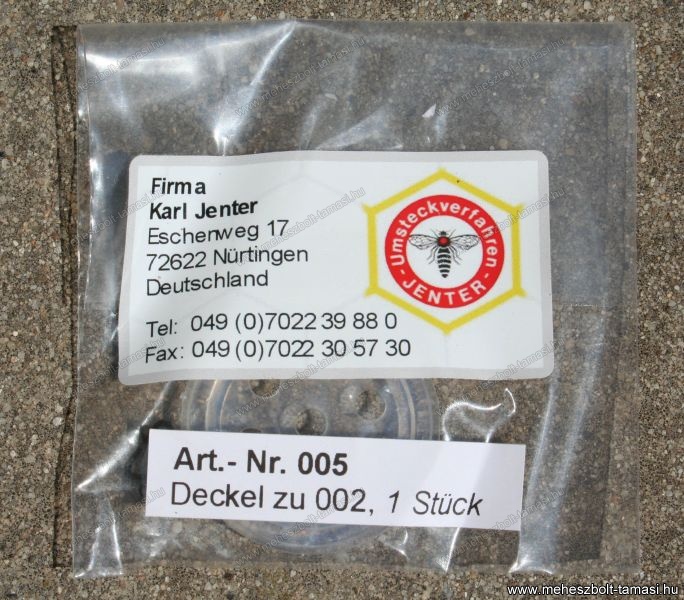 Firma
Karl Jenter
Eschenweg 17
72622 Nürtingen
Deutschland
Tel: 049 (0)7022 39 88 0
Fax: 049 (0)7022 30 57 30
Umsteckverfahren
- JENTER -
Art.- Nr. 005
Deckel zu 002, 1 Stück
www.meheszbolt-tamasi.hu